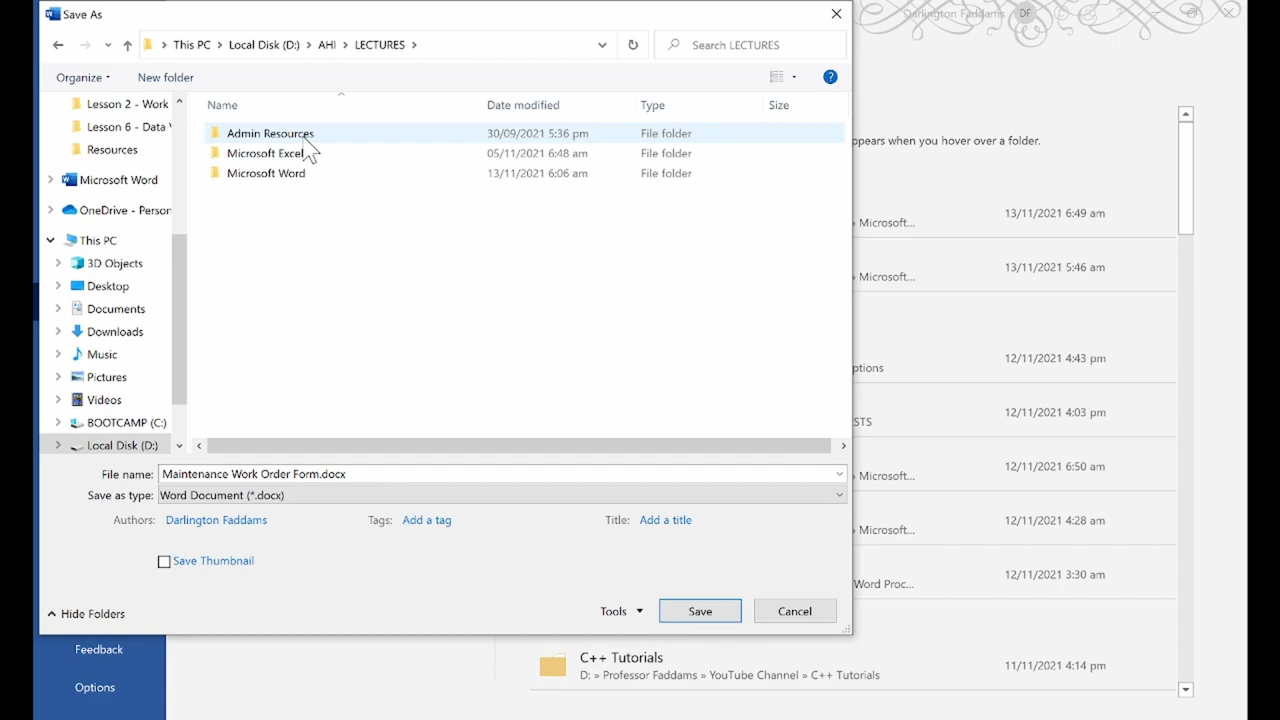 Save As
Darlington Faddams DF
This PC Local Disk (D:) AHI LECTURES
Search LECTURES
Organize New folder
Name Date modified Type Size
Lesson 2 - Work
Lesson 6 - Data
Resources
Microsoft Word
OneDrive - Person
This PC
3D Objects
Desktop
Documents
Downloads
Music
Pictures
Videos
BOOTCAMP (C:)
Local Disk (D:)
Admin Resources 30/09/2021 5:36 pm File folder
Microsoft Excel 05/11/2021 6:48 am File folder
Microsoft Word 13/11/2021 6:06 am File folder
File name: Maintenance Work Order Form.docx
Save as type: Word Document (*.docx)
Authors: Darlington Faddams Tags: Add a tag Title: Add a title
Save Thumbnail
Hide Folders
Tools Save Cancel
ppears when you hover over a folder.
13/11/2021 6:49 am
» Microsoft...
13/11/2021 5:46 am
» Microsoft...
12/11/2021 4:43 pm
ptions
12/11/2021 4:03 pm
STS
12/11/2021 6:50 am
» Microsoft...
12/11/2021 4:28 am
» Microsoft...
12/11/2021 3:30 am
Word Proc...
C++ Tutorials
D: » Professor Faddams » YouTube Channel » C++ Tutorials
11/11/2021 4:14 pm
Feedback
Options